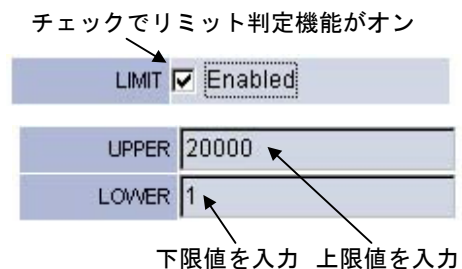 チェックでリミット判定機能がオン
LIMIT Enabled
UPPER 20000
LOWER 1
下限値を入力 上限値を入力